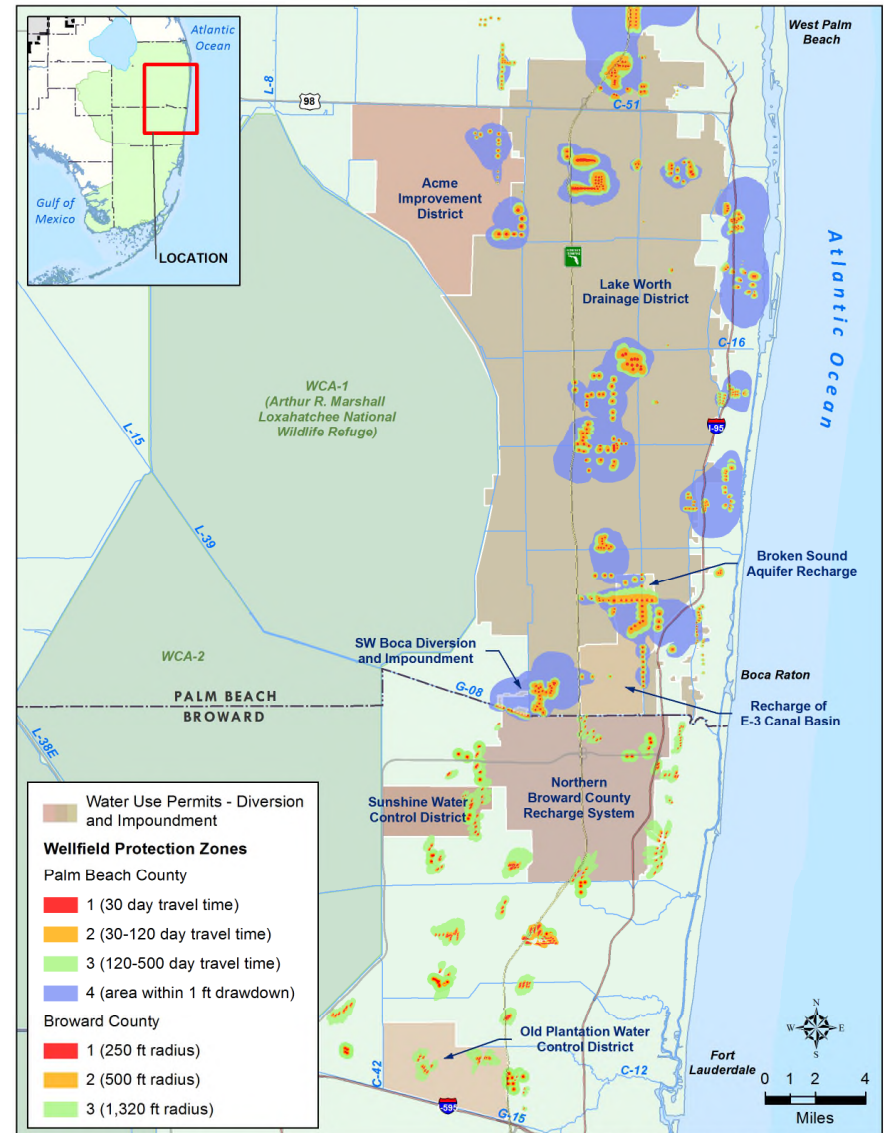 Atlantic
Ocean
Gulf of
Mexico
LOCATION
West Palm
Beach
L-8
98
C-51
Acme
Improvement
District
Lake Worth
Drainage District
C-16
Atlantic Ocean
WCA-1
(Arthur R. Marshall
Loxahatchee National
Wildlife Refuge)
I-95
L-15
L-39
Broken Sound
Aquifer Recharge
SW Boca Diversion
and Impoundment
WCA-2
Boca Raton
G-08
PALM BEACH
BROWARD
Recharge of
E-3 Canal Basin
L-38E
Northern
Broward County
Recharge System
Sunshine Water
Control District
Water Use Permits - Diversion
and Impoundment
Wellfield Protection Zones
Palm Beach County
1 (30 day travel time)
2 (30-120 day travel time)
3 (120-500 day travel time)
4 (area within 1 ft drawdown)
Broward County
1 (250 ft radius)
2 (500 ft radius)
3 (1,320 ft radius)
Old Plantation Water
Control District
C-42
C-12
I-595
G-15
Fort
Lauderdale
N
W
E
S
0 1 2 4
Miles